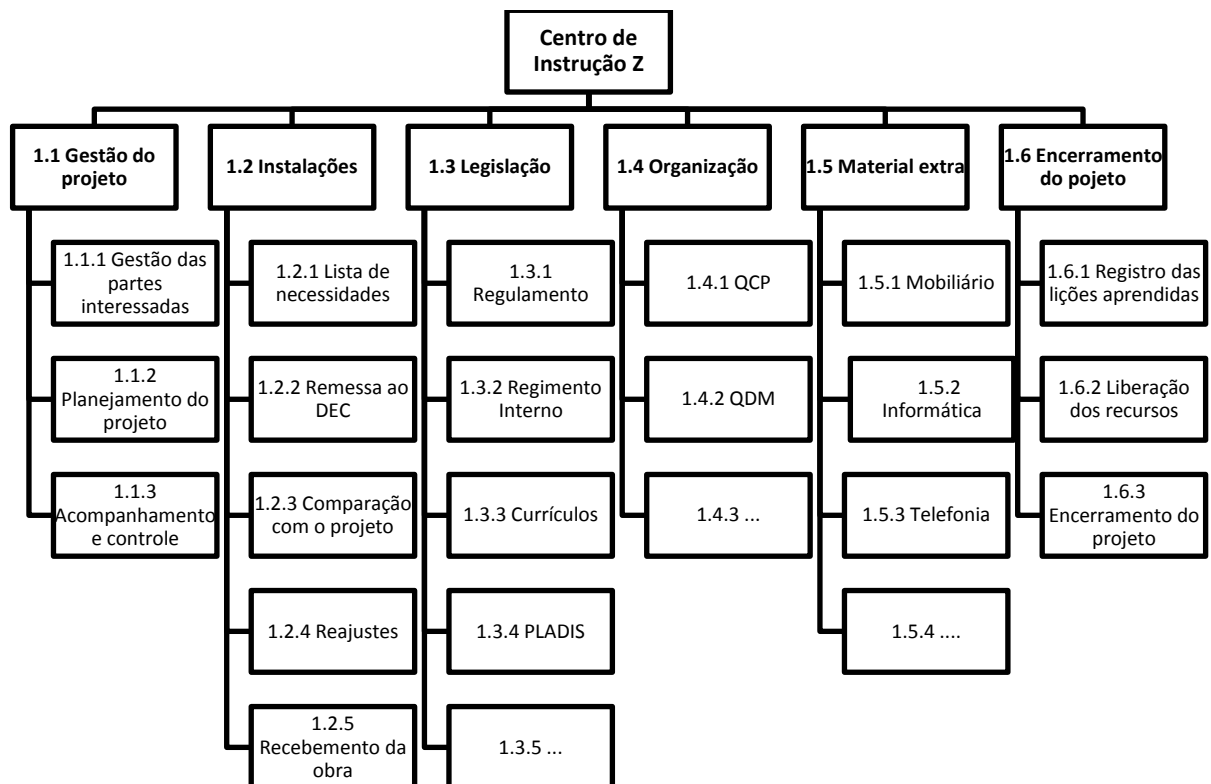 Centro de
Instrução Z
1.1 Gestão do
projeto
1.1.1 Gestão das
partes
interessadas
1.1.2
Planejamento do
projeto
1.1.3
Acompanhamento
e controle
1.2 Instalações
1.2.1 Lista de
necessidades
1.2.2 Remessa ao
DEC
1.2.3 Comparação
com o projeto
1.2.4 Reajustes
1.2.5
Recebemento da
obra
1.3 Legislação
1.3.1
Regulamento
1.3.2 Regimento
Interno
1.3.3 Currículos
1.3.4 PLADIS
1.3.5 ...
1.4 Organização
1.4.1 QCP
1.4.2 QDM
1.4.3 ...
1.5 Material extra
1.5.1 Mobiliário
1.5.2
Informática
1.5.3 Telefonia
1.5.4 ....
1.6 Encerramento
do pojeto
1.6.1 Registro das
lições aprendidas
1.6.2 Liberação
dos recursos
1.6.3
Encerramento do
projeto